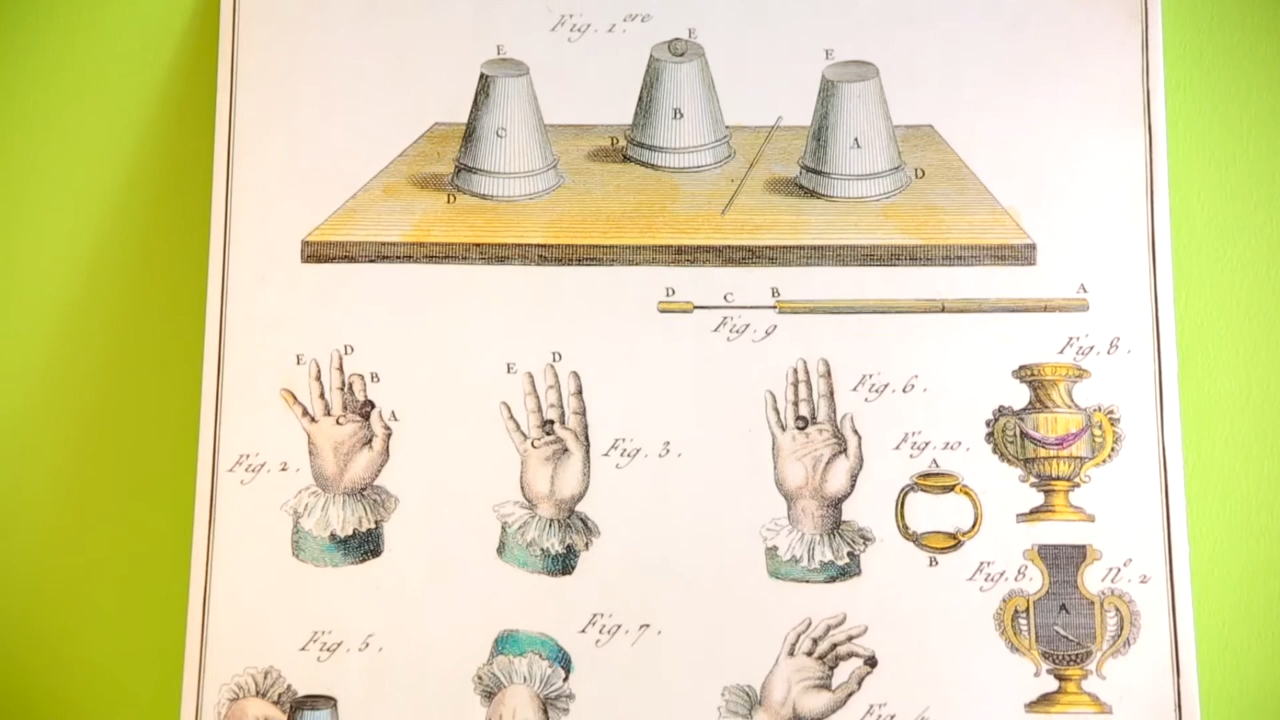 Fig. 1.ere
E
E
E
C
B
A
D
D
D
D C B A
Fig. 9
E D B A C
Fig. 2.
E D C
Fig. 3.
Fig. 6.
Fig. 8.
Fig. 10.
A
B
Fig. 8. No. 2
A
Fig. 5.
Fig. 7.